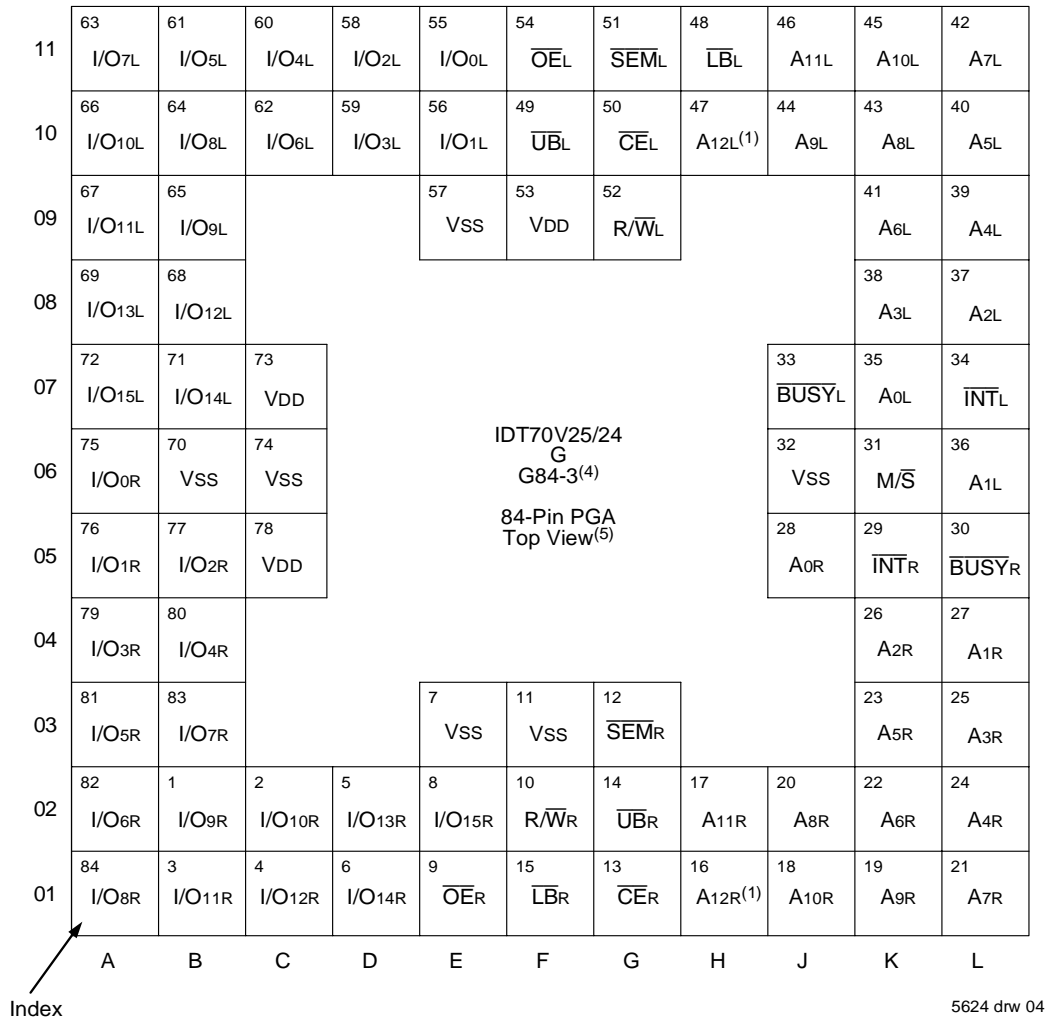 63 61 60 58 55 54 51 48 46 45 42
11 I/O7L I/O5L I/O4L I/O2L I/O0L OEL SEML LBL A11L A10L A7L
66 64 62 59 56 49 50 47 44 43 40
10 I/O10L I/O8L I/O6L I/O3L I/O1L UBL CEL A12L(1) A9L A8L A5L
67 65 57 53 52 41 39
09 I/O11L I/O9L VSS VDD R/WL A6L A4L
69 68 38 37
08 I/O13L I/O12L A3L A2L
72 71 73 33 35 34
07 I/O15L I/O14L VDD BUSYL A0L INTL
IDT70V25/24
G
75 70 74 32 31 36
06 I/O0R VSS VSS G84-3(4) VSS M/S A1L
84-Pin PGA
Top View(5)
76 77 78 28 29 30
05 I/O1R I/O2R VDD A0R INTR BUSYR
79 80 26 27
04 I/O3R I/O4R A2R A1R
81 83 7 11 12 23 25
03 I/O5R I/O7R VSS VSS SEMR A5R A3R
82 1 2 5 8 10 14 17 20 22 24
02 I/O6R I/O9R I/O10R I/O13R I/O15R R/WR UBR A11R A8R A6R A4R
84 3 4 6 9 15 13 16 18 19 21
01 I/O8R I/O11R I/O12R I/O14R OER LBR CER A12R(1) A10R A9R A7R
A B C D E F G H J K L
Index
5624 drw 04